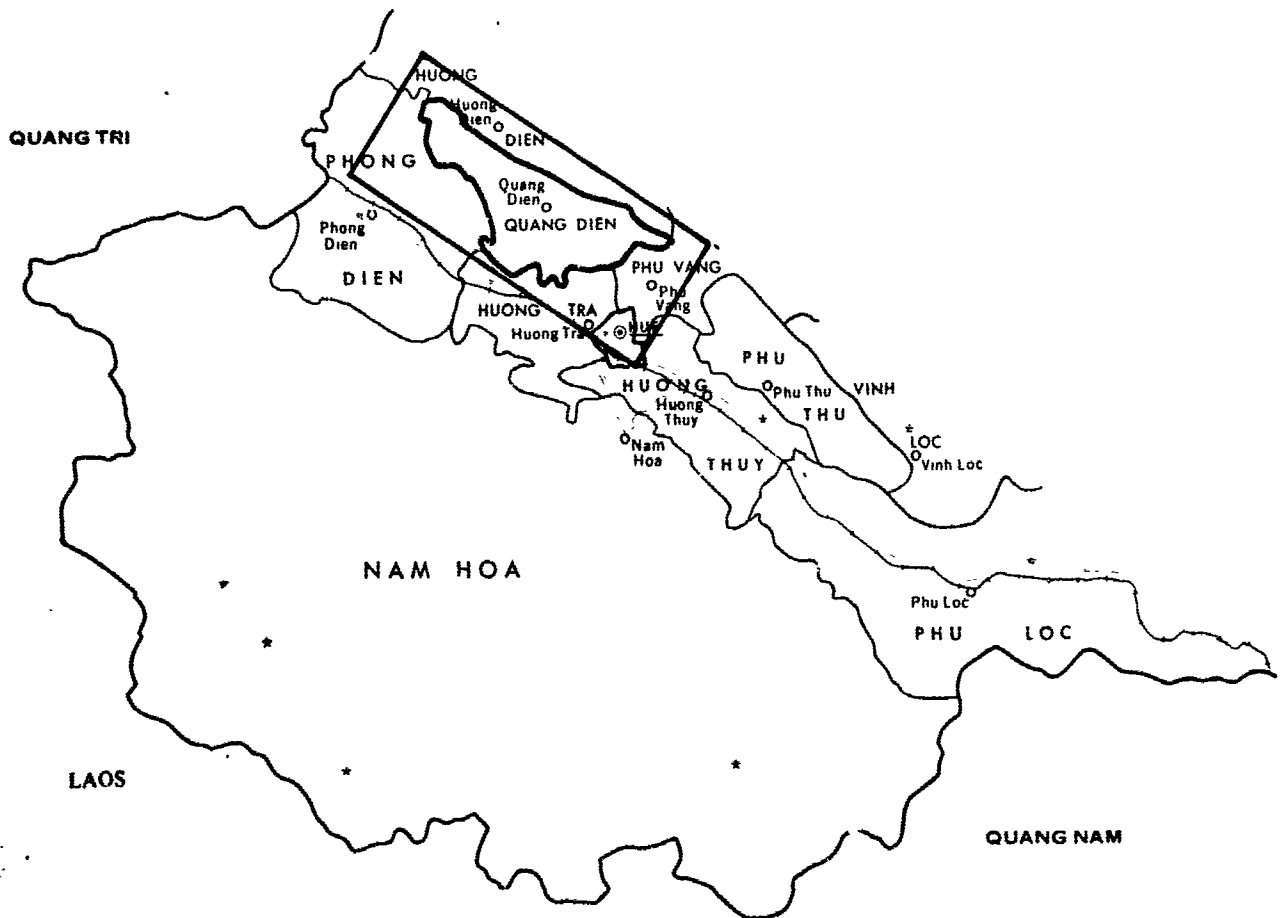 HUONG
Huong
Dien
DIEN
QUANG TRI
PHONG
Quang
Dien
QUANG DIEN
Phong
Dien
DIEN
PHU VANG
Phu
Vang
HUONG TRA
Huong Tra
HUE
PHU
Phu Thu
VINH
THU
HUONG
Huong
Thuy
LOC
Vinh Loc
Nam
Hoa
THUY
NAM HOA
Phu Loc
PHU LOC
LAOS
QUANG NAM